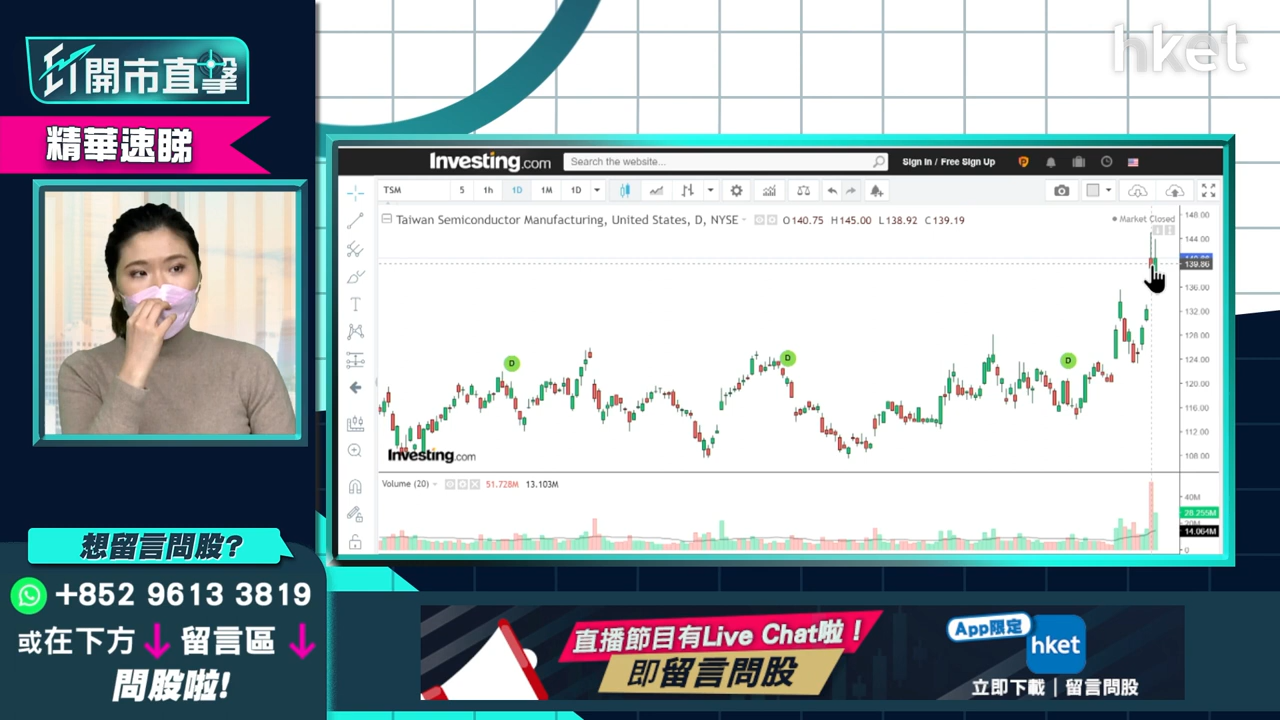 ET開市直擊
精華速睇
hket
Investing.com
Search the website...
Sign In / Free Sign Up
TSM
5
1h
1D
1M
1D
Taiwan Semiconductor Manufacturing, United States, D, NYSE
O140.75 H145.00 L138.92 C139.19
Market Closed
148.00
144.00
139.86
136.00
132.00
128.00
124.00
120.00
116.00
112.00
108.00
D
D
D
Investing.com
Volume (20)
51.728M 13.103M
40M
28.255M
20M
14.064M
0
想留言問股?
+852 9613 3819
或在下方 留言區
問股啦!
直播節目有Live Chat啦！
即留言問股
App限定
hket
立即下載｜留言問股